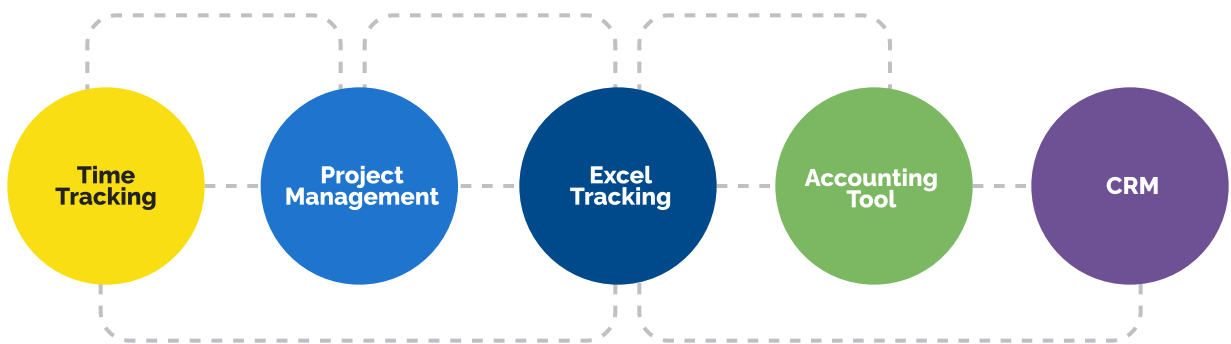 Time
Tracking
Project
Management
Excel
Tracking
Accounting
Tool
CRM